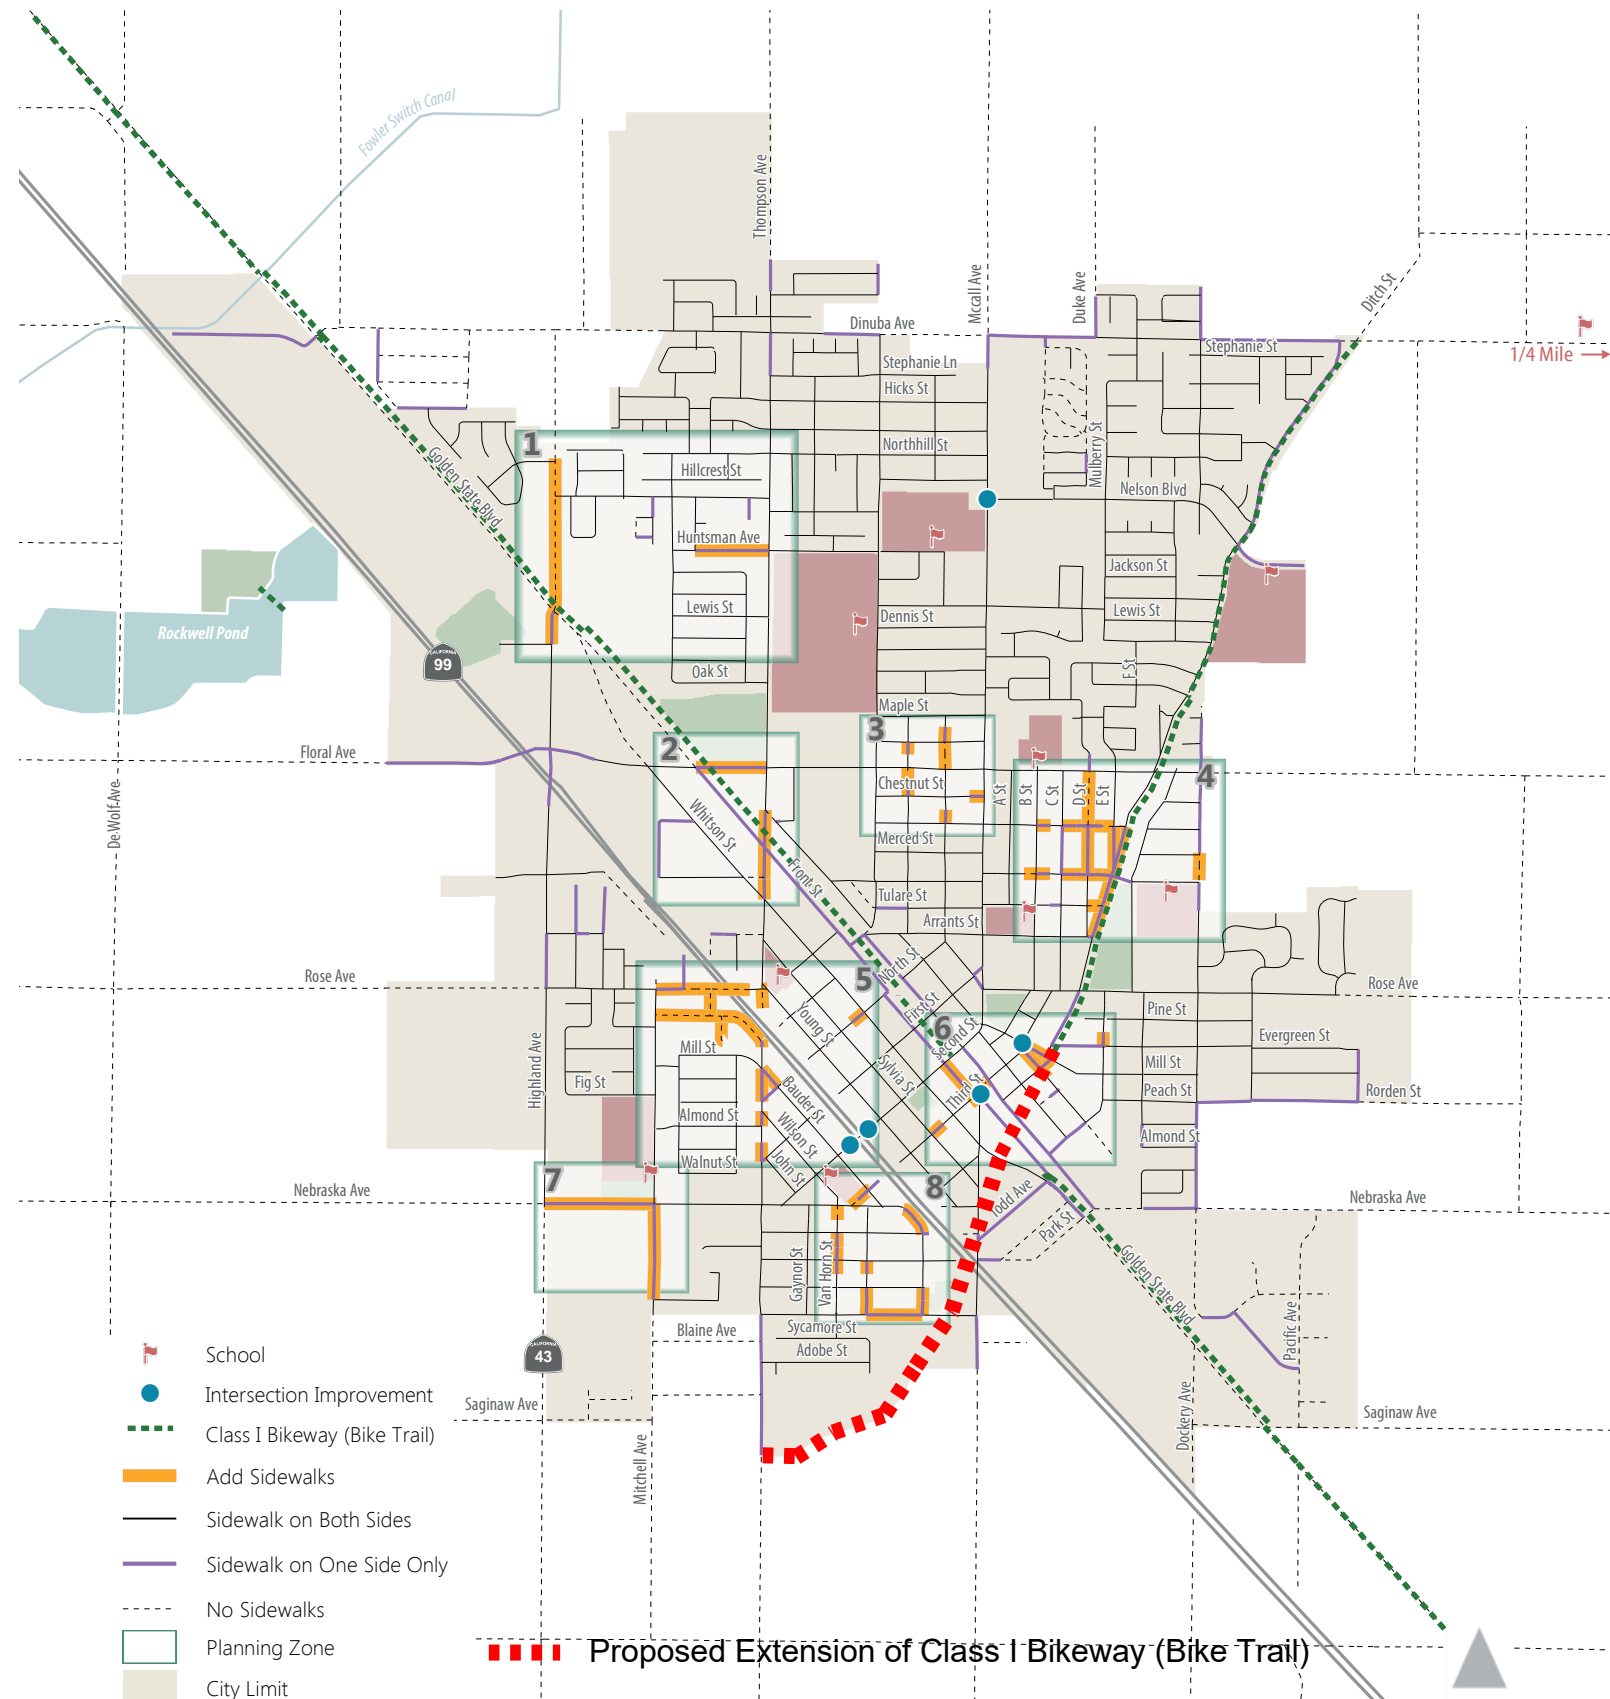 Fowler Switch Canal
Thompson Ave
Mccall Ave
Duke Ave
Ditch St
Dinuba Ave
Stephanie St
1/4 Mile
Stephanie Ln
Hicks St
Northhill St
Mulberry St
1
Hillcrest St
Golden State Blvd
Nelson Blvd
Huntsman Ave
Jackson St
Lewis St
Dennis St
Lewis St
Rockwell Pond
CALIFORNIA
99
Oak St
F St
Maple St
2
3
Floral Ave
4
Chestnut St
A St
B St
C St
D St
E St
De Wolf Ave
Whitson St
Merced St
Front St
Tulare St
Arrants St
Rose Ave
5
North St
Rose Ave
First St
Pine St
Young St
6
Second St
Evergreen St
Highland Ave
Mill St
Mill St
Fig St
Sylvia St
Third St
Peach St
Rorden St
Bauder St
Almond St
Wilson St
Almond St
Walnut St
John St
7
8
Nebraska Ave
Todd Ave
Nebraska Ave
Park St
Gaynor St
Van Horn St
Golden State Blvd
Pacific Ave
Blaine Ave
Sycamore St
Adobe St
CALIFORNIA
43
Saginaw Ave
Dockery Ave
Saginaw Ave
Mitchell Ave
School
Intersection Improvement
Class I Bikeway (Bike Trail)
Add Sidewalks
Sidewalk on Both Sides
Sidewalk on One Side Only
No Sidewalks
Planning Zone
City Limit
Proposed Extension of Class I Bikeway (Bike Trail)